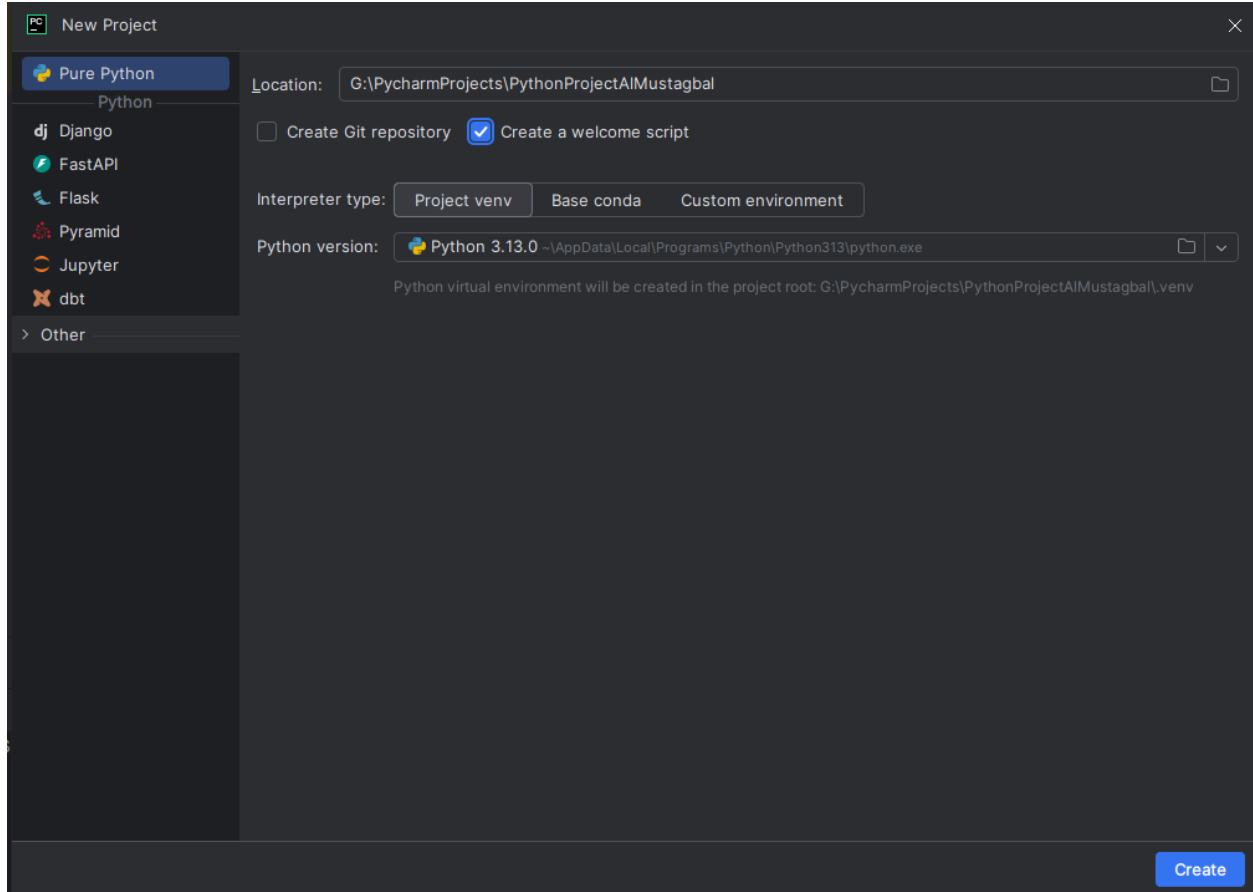 PC New Project
Pure Python
Python
dj Django
FastAPI
Flask
Pyramid
Jupyter
dbt
Other
Location: G:\PycharmProjects\PythonProjectAlMustagbal
Create Git repository Create a welcome script
Interpreter type: Project venv Base conda Custom environment
Python version: Python 3.13.0 ~\AppData\Local\Programs\Python\Python313\python.exe
Python virtual environment will be created in the project root: G:\PycharmProjects\PythonProjectAlMustagbal\.venv
Create